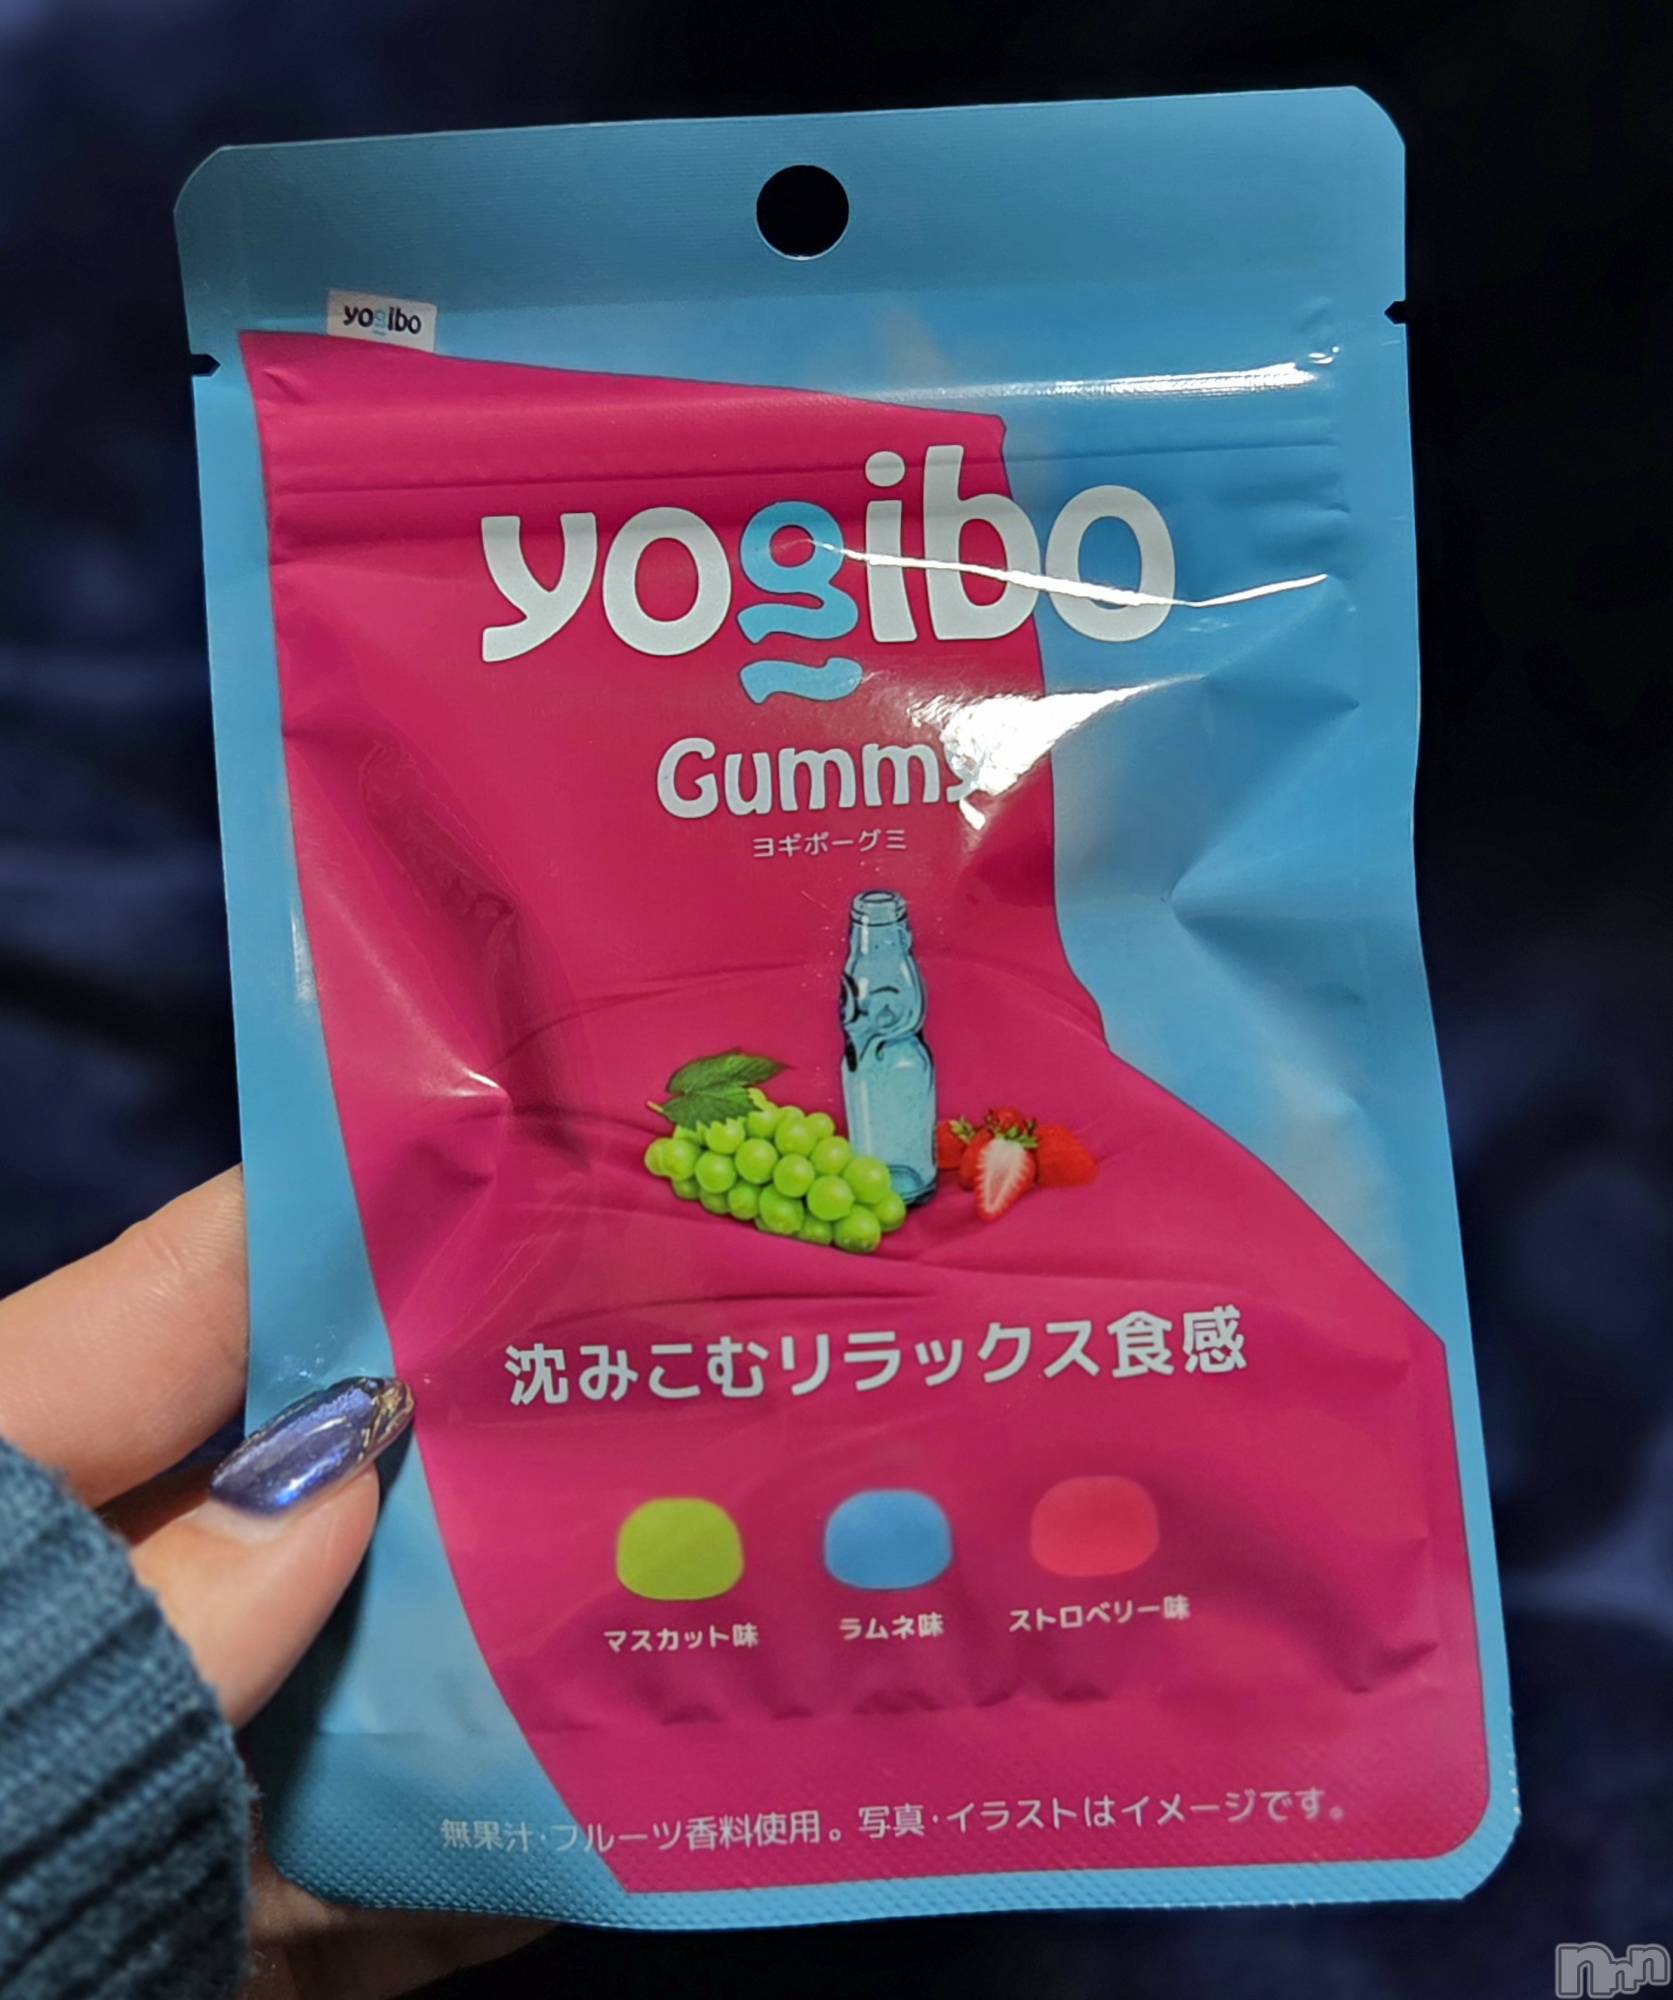 yogibo
yogibo
Gummy
ヨギボーグミ
沈みこむリラックス食感
マスカット味 ラムネ味 ストロベリー味
無果汁・フルーツ香料使用。写真・イラストはイメージです。
nnn